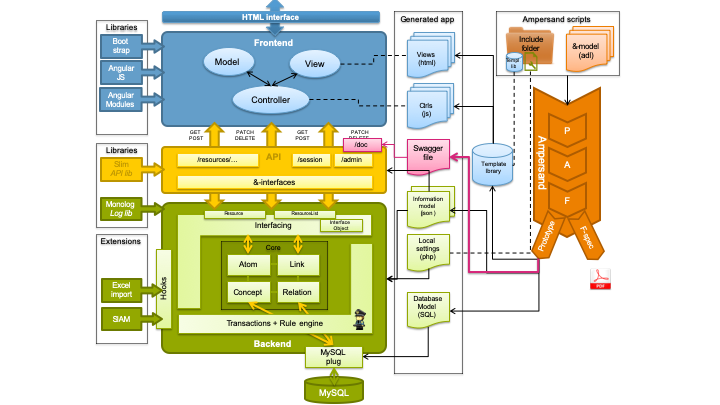 HTML interface
Generated app
Ampersand scripts
Libraries
Boot
strap
Angular
JS
Angular
Modules
Frontend
Model
View
Controller
Views
(html)
Ctrls
(js)
Include
folder
Simpl
lib
&-model
(adl)
GET
POST
PATCH
DELETE
GET
POST
PATCH
DELETE
/doc
Libraries
Slim
API lib
Monolog
Log lib
API
/resources/...
/session
/admin
&-interfaces
Swagger
file
Template
library
Ampersand
P
A
F
Prototype
F-spec
PDF
Resource
ResourceList
Interfacing
Interface
Object
Information
model
(json)
Extensions
Excel
import
SIAM
Hooks
Core
Atom
Link
Concept
Relation
Local
settings
(php)
Transactions + Rule engine
Backend
Database
Model
(SQL)
MySQL
plug
MySQL